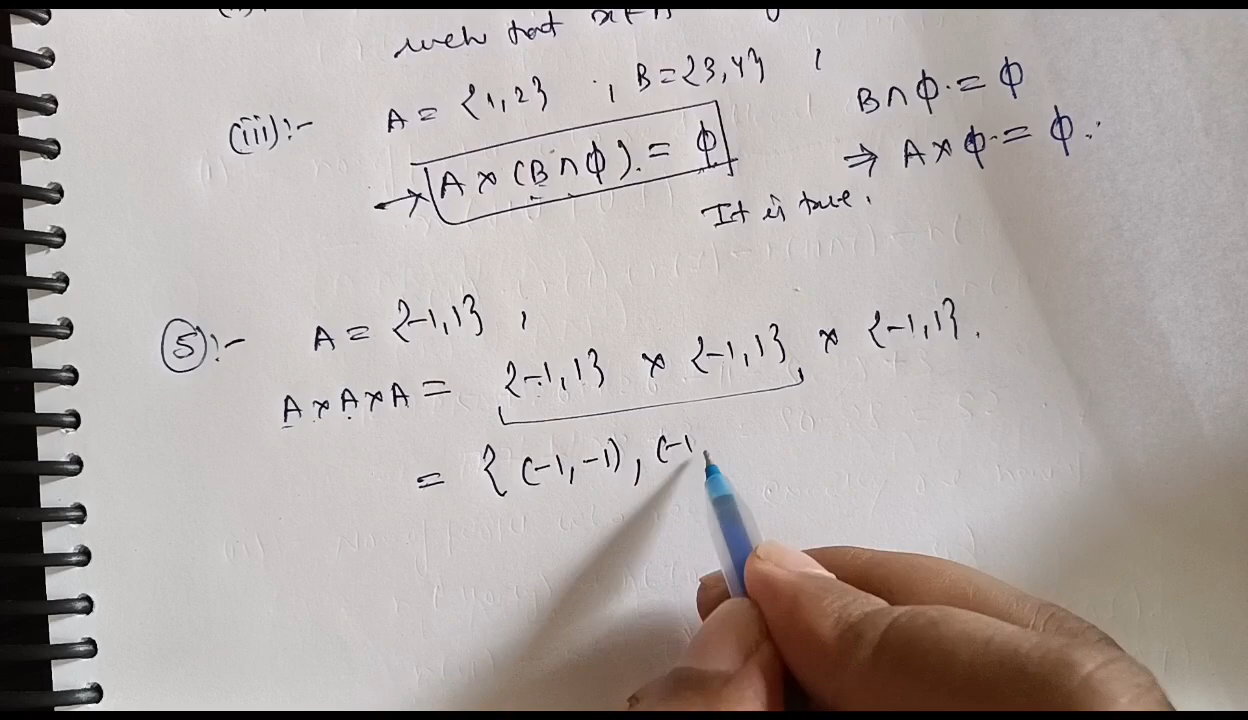 such that
(iii):- A = {1,2} ; B = {3,4} ;
B ∩ ϕ = ϕ
→ A × (B ∩ ϕ) = ϕ
⇒ A × ϕ = ϕ.
It is true.
(5):- A = {-1,1} ,
A × A × A = {-1,1} × {-1,1} × {-1,1}.
= { (-1,-1), (-1,